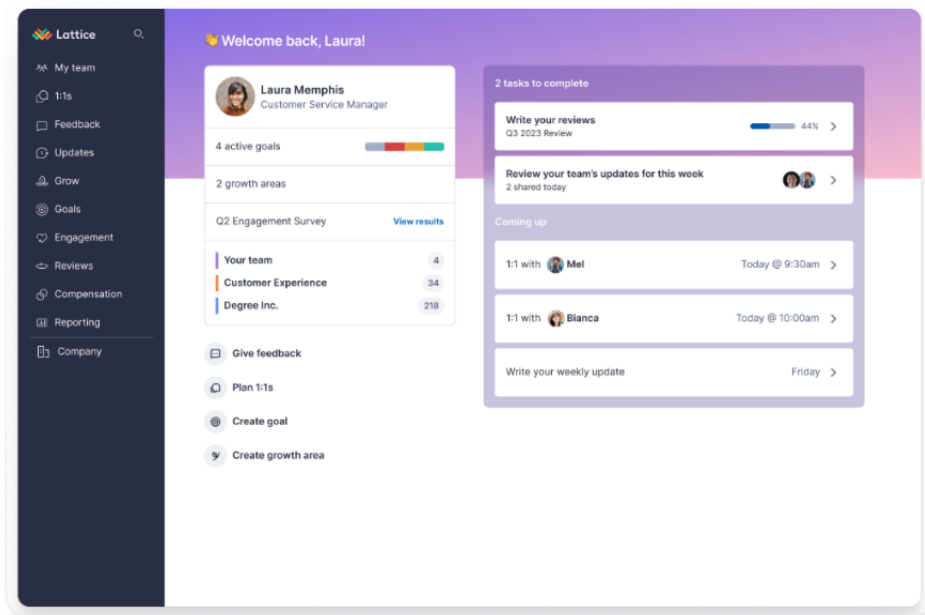 Lattice
My team
1:1s
Feedback
Updates
Grow
Goals
Engagement
Reviews
Compensation
Reporting
Company
👋 Welcome back, Laura!
Laura Memphis
Customer Service Manager
4 active goals
2 growth areas
Q2 Engagement Survey View results
Your team 4
Customer Experience 34
Degree Inc. 218
Give feedback
Plan 1:1s
Create goal
Create growth area
2 tasks to complete
Write your reviews
Q3 2023 Review
44%
Review your team's updates for this week
2 shared today
Coming up
1:1 with Mel Today @ 9:30am
1:1 with Bianca Today @ 10:00am
Write your weekly update Friday